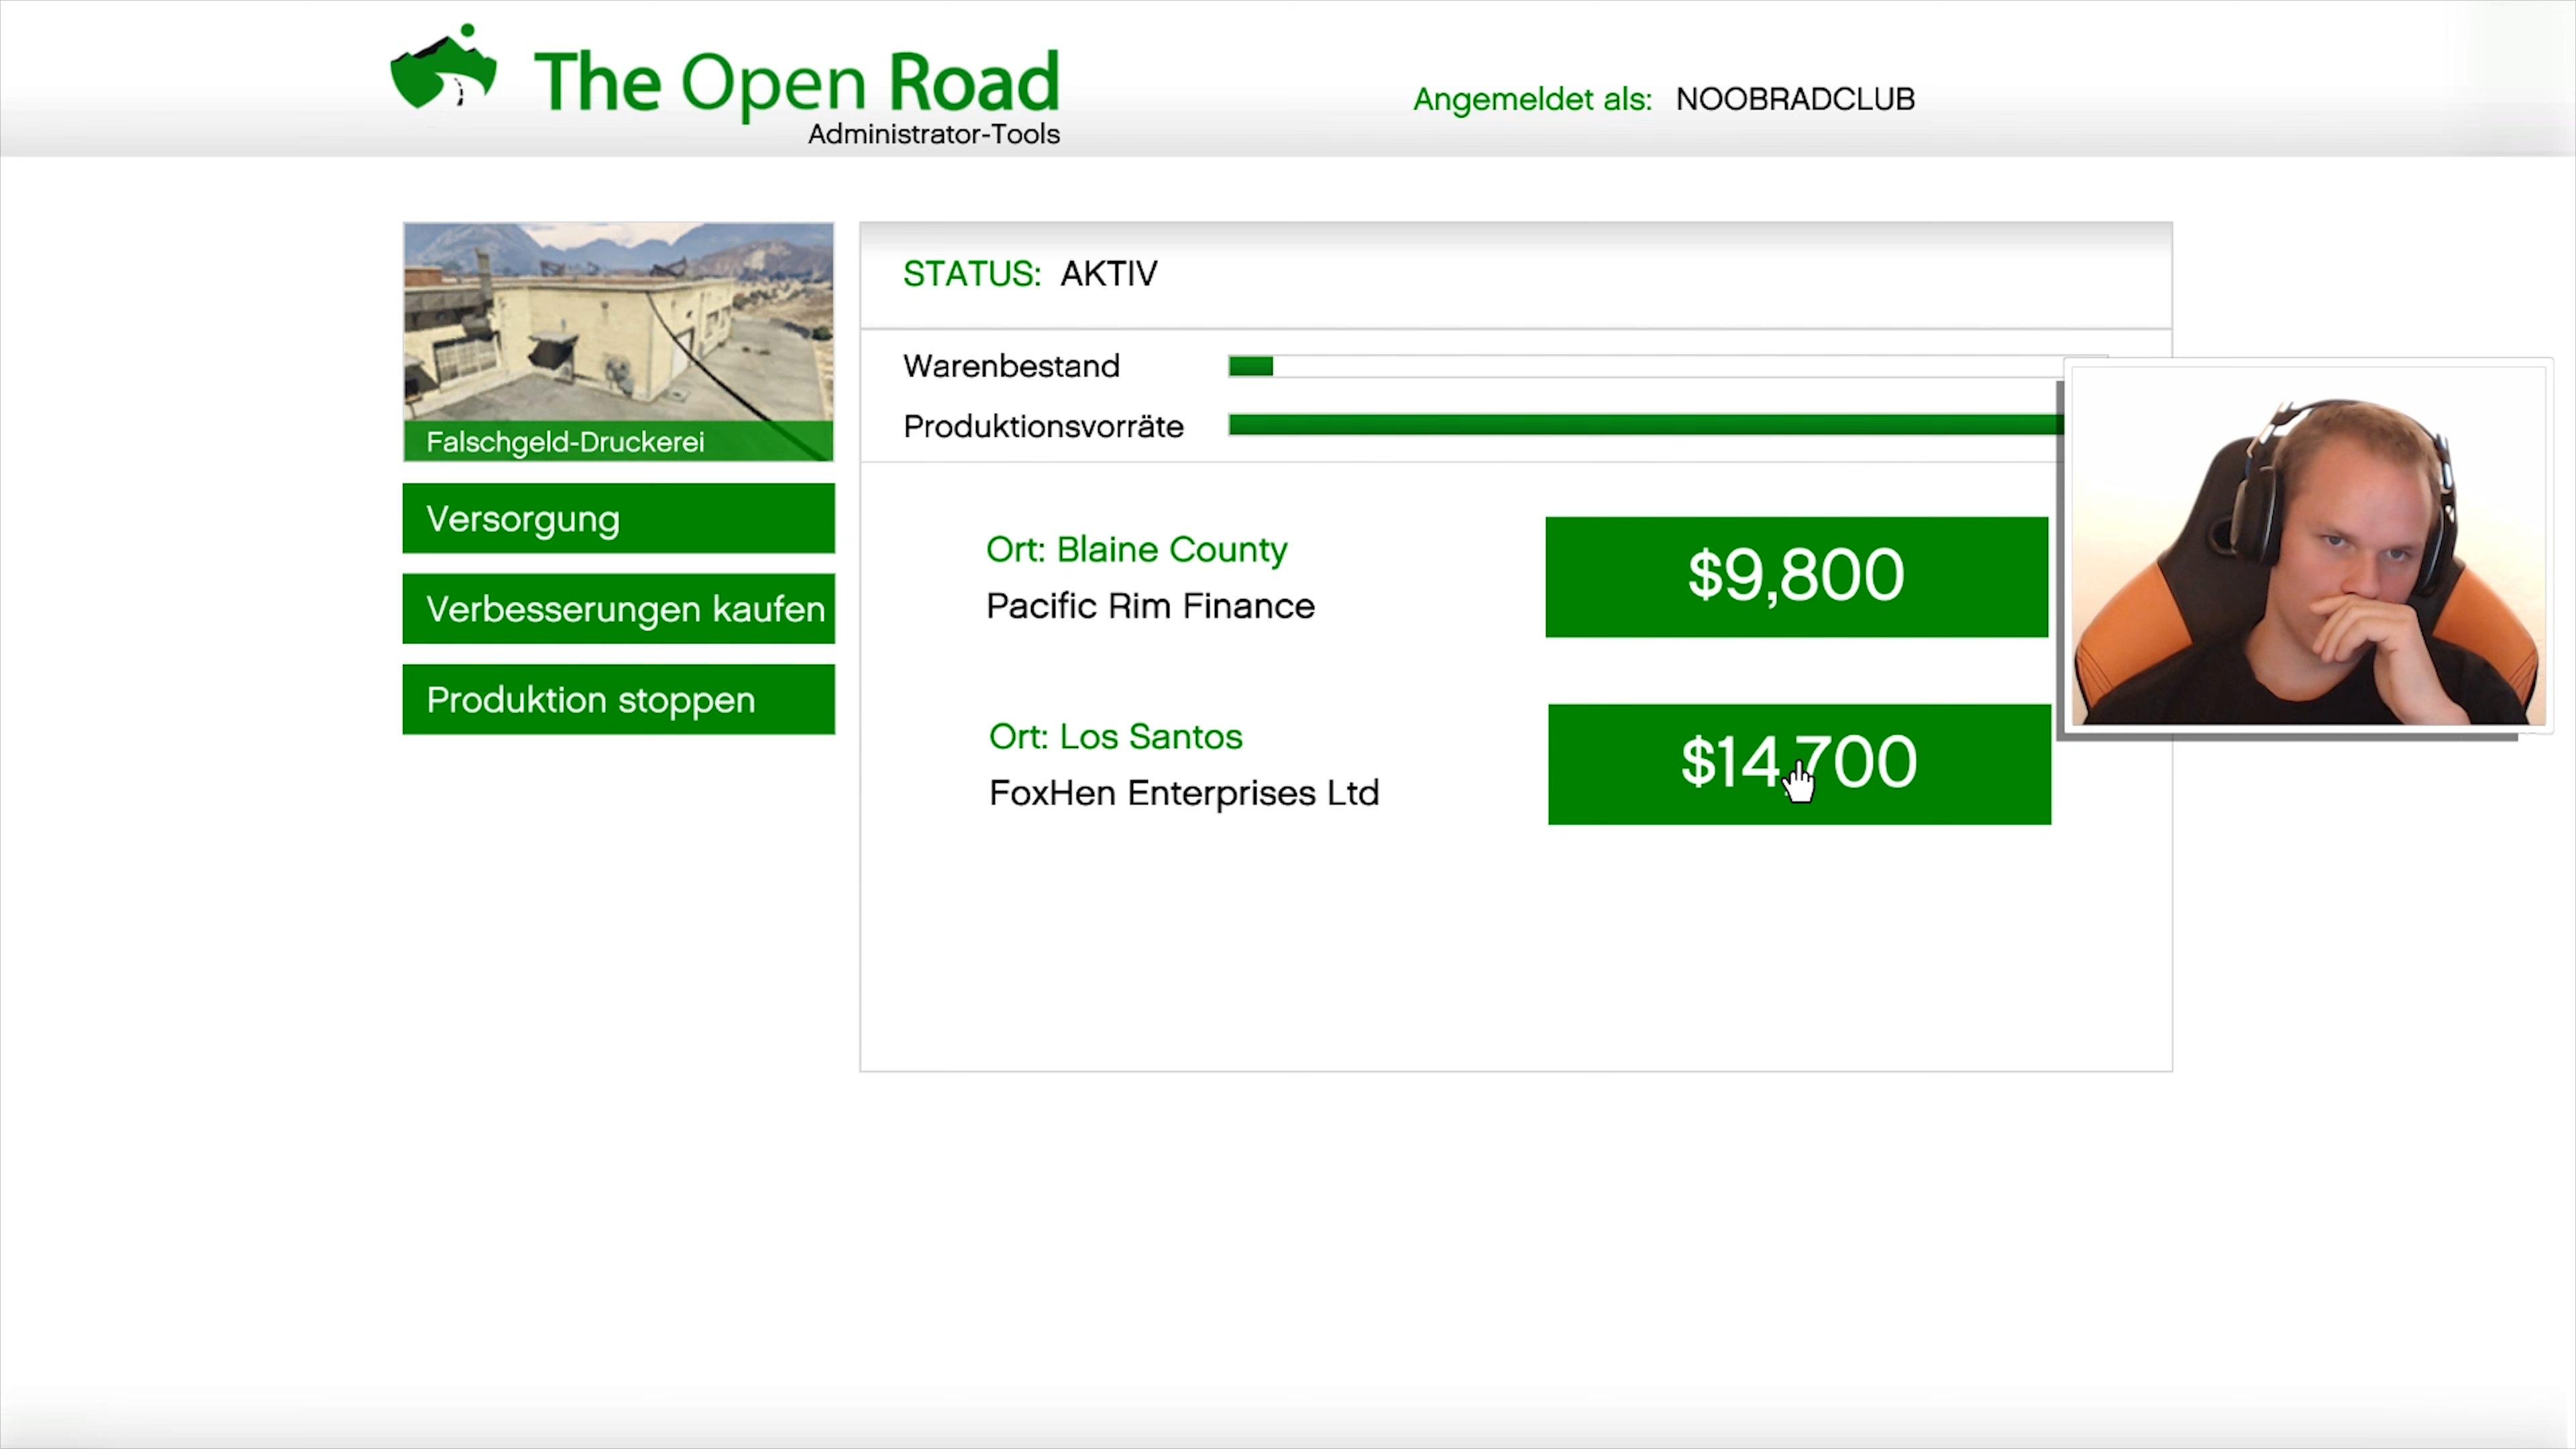 The Open Road
Administrator-Tools
Angemeldet als: NOOBRADCLUB
Falschgeld-Druckerei
Versorgung
Verbesserungen kaufen
Produktion stoppen
STATUS: AKTIV
Warenbestand
Produktionsvorräte
Ort: Blaine County
Pacific Rim Finance
$9,800
Ort: Los Santos
FoxHen Enterprises Ltd
$14,700